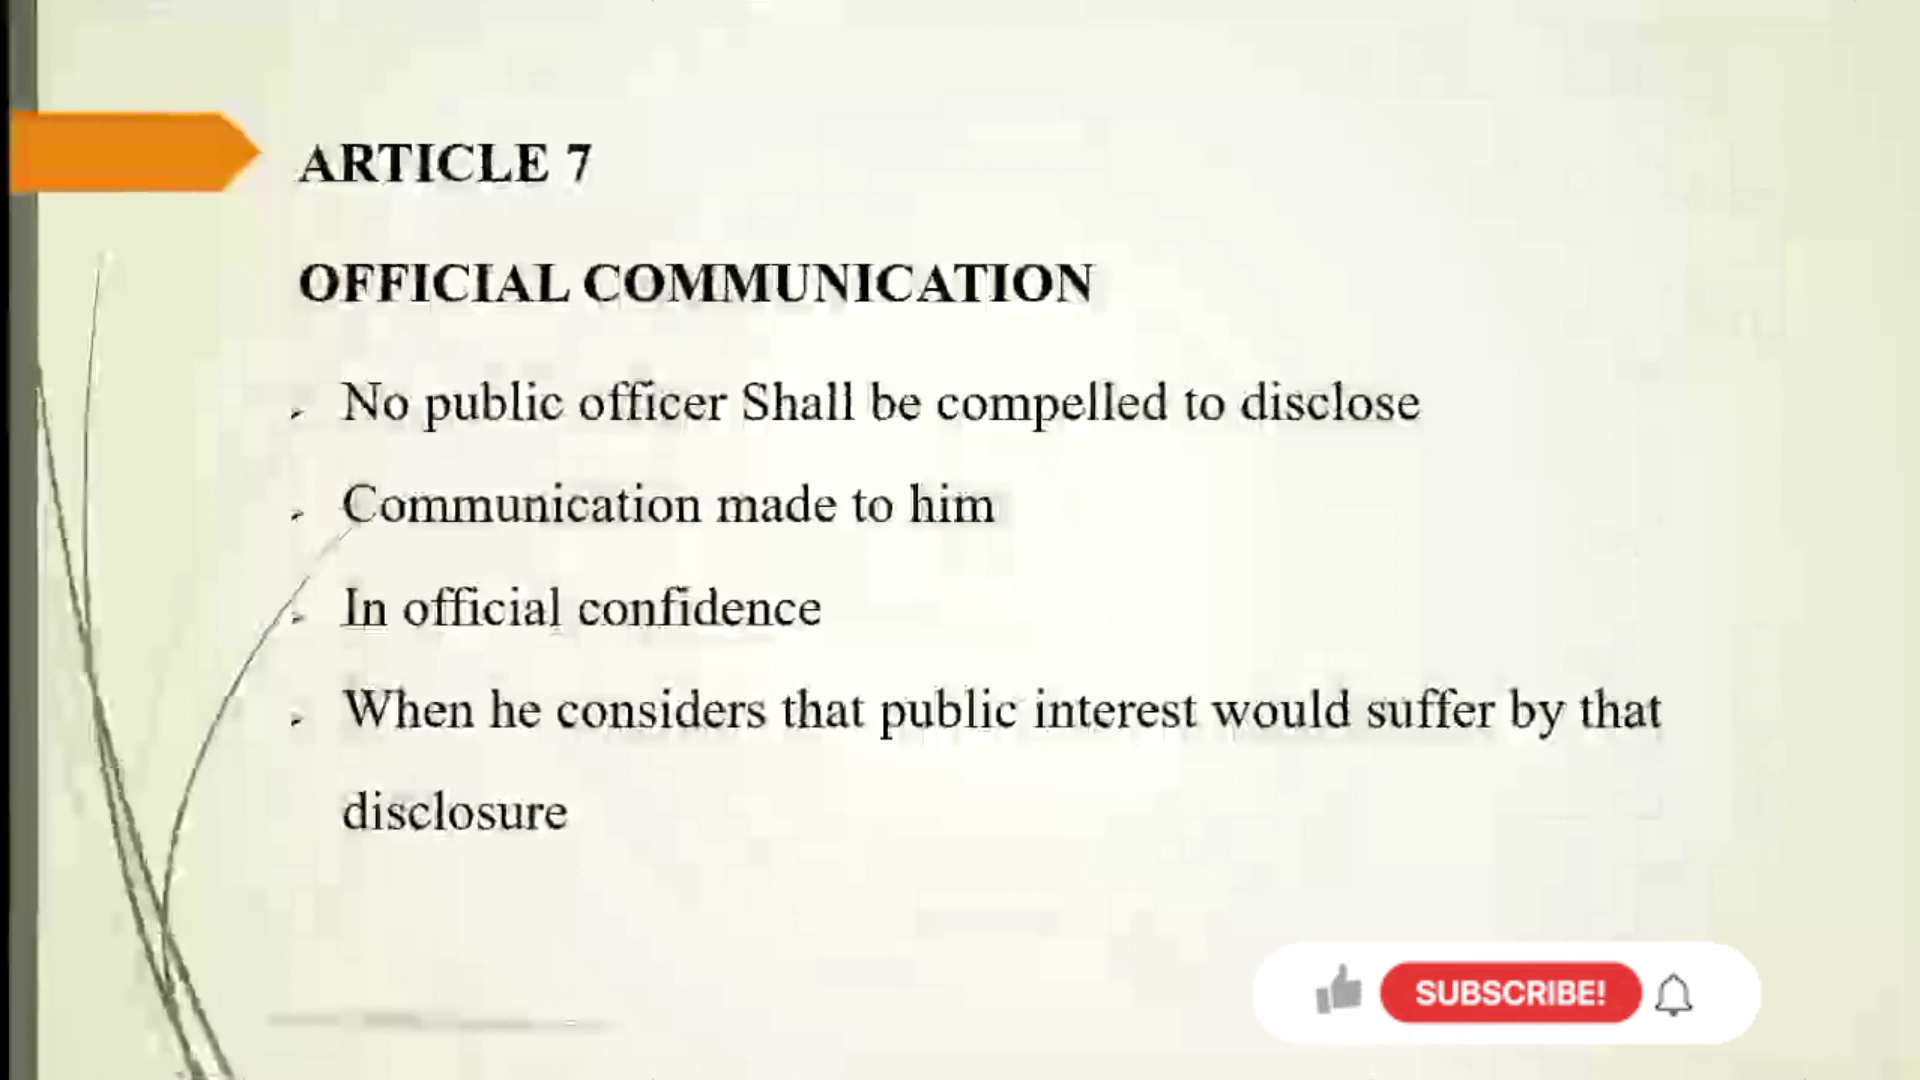 ARTICLE 7
OFFICIAL COMMUNICATION
No public officer Shall be compelled to disclose
Communication made to him
In official confidence
When he considers that public interest would suffer by that
disclosure
SUBSCRIBE!